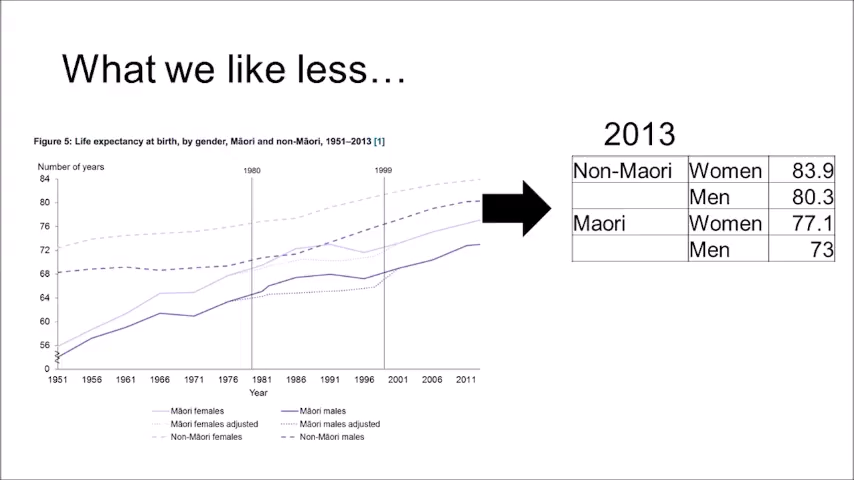 What we like less…
Figure 5: Life expectancy at birth, by gender, Māori and non-Māori, 1951–2013 [1]
Number of years
1980
1999
84
80
76
72
68
64
60
56
0
1951 1956 1961 1966 1971 1976 1981 1986 1991 1996 2001 2006 2011
Year
Māori females
Māori males
Māori females adjusted
Māori males adjusted
Non-Māori females
Non-Māori males
2013
Non-Maori Women 83.9
Men 80.3
Maori Women 77.1
Men 73